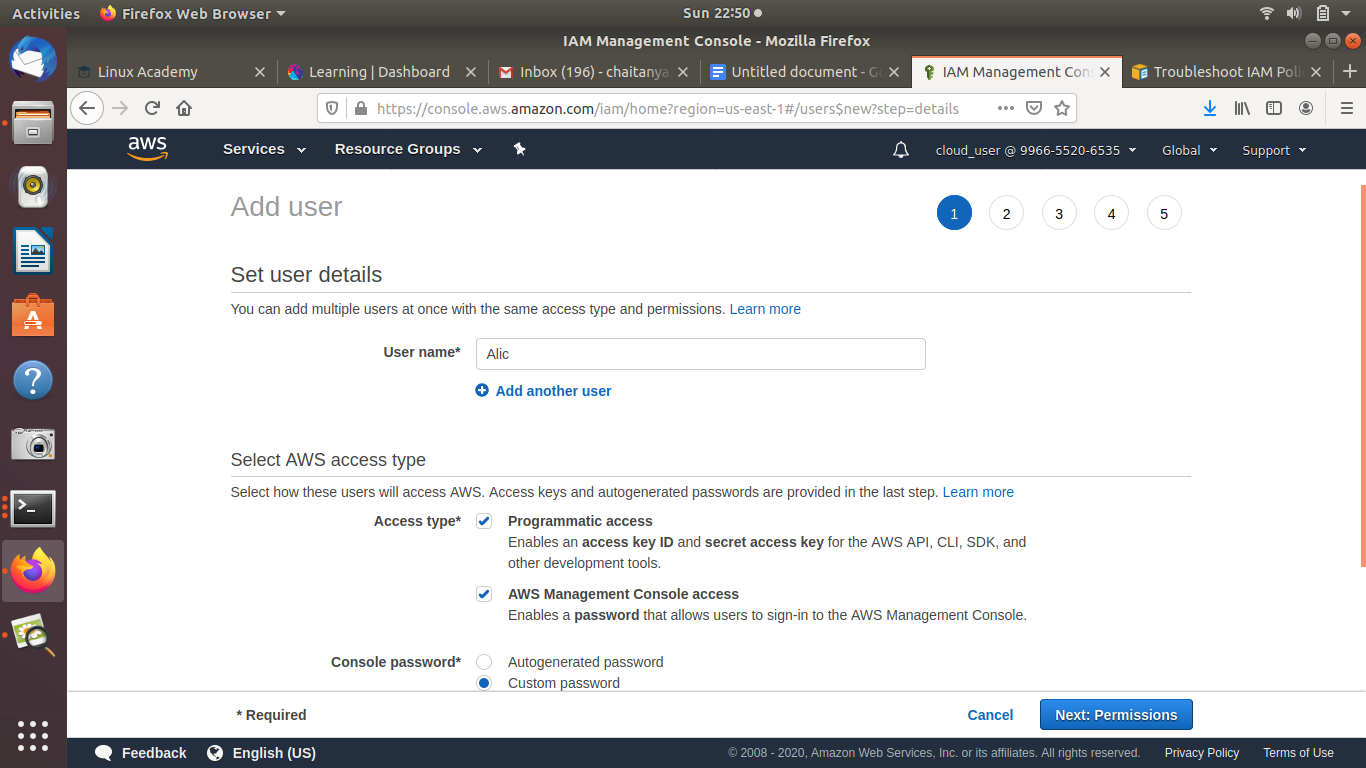 Activities Firefox Web Browser Sun 22:50
IAM Management Console - Mozilla Firefox
Linux Academy Learning | Dashboard Inbox (196) - chaitanya. Untitled document - G IAM Management Cons Troubleshoot IAM Poli
https://console.aws.amazon.com/iam/home?region=us-east-1#/users$new?step=details
aws Services Resource Groups cloud_user @ 9966-5520-6535 Global Support
Add user 1 2 3 4 5
Set user details
You can add multiple users at once with the same access type and permissions. Learn more
User name* Alic
Add another user
Select AWS access type
Select how these users will access AWS. Access keys and autogenerated passwords are provided in the last step. Learn more
Access type* Programmatic access
Enables an access key ID and secret access key for the AWS API, CLI, SDK, and
other development tools.
AWS Management Console access
Enables a password that allows users to sign-in to the AWS Management Console.
Console password* Autogenerated password
Custom password
* Required Cancel Next: Permissions
Feedback English (US) © 2008 - 2020, Amazon Web Services, Inc. or its affiliates. All rights reserved. Privacy Policy Terms of Use